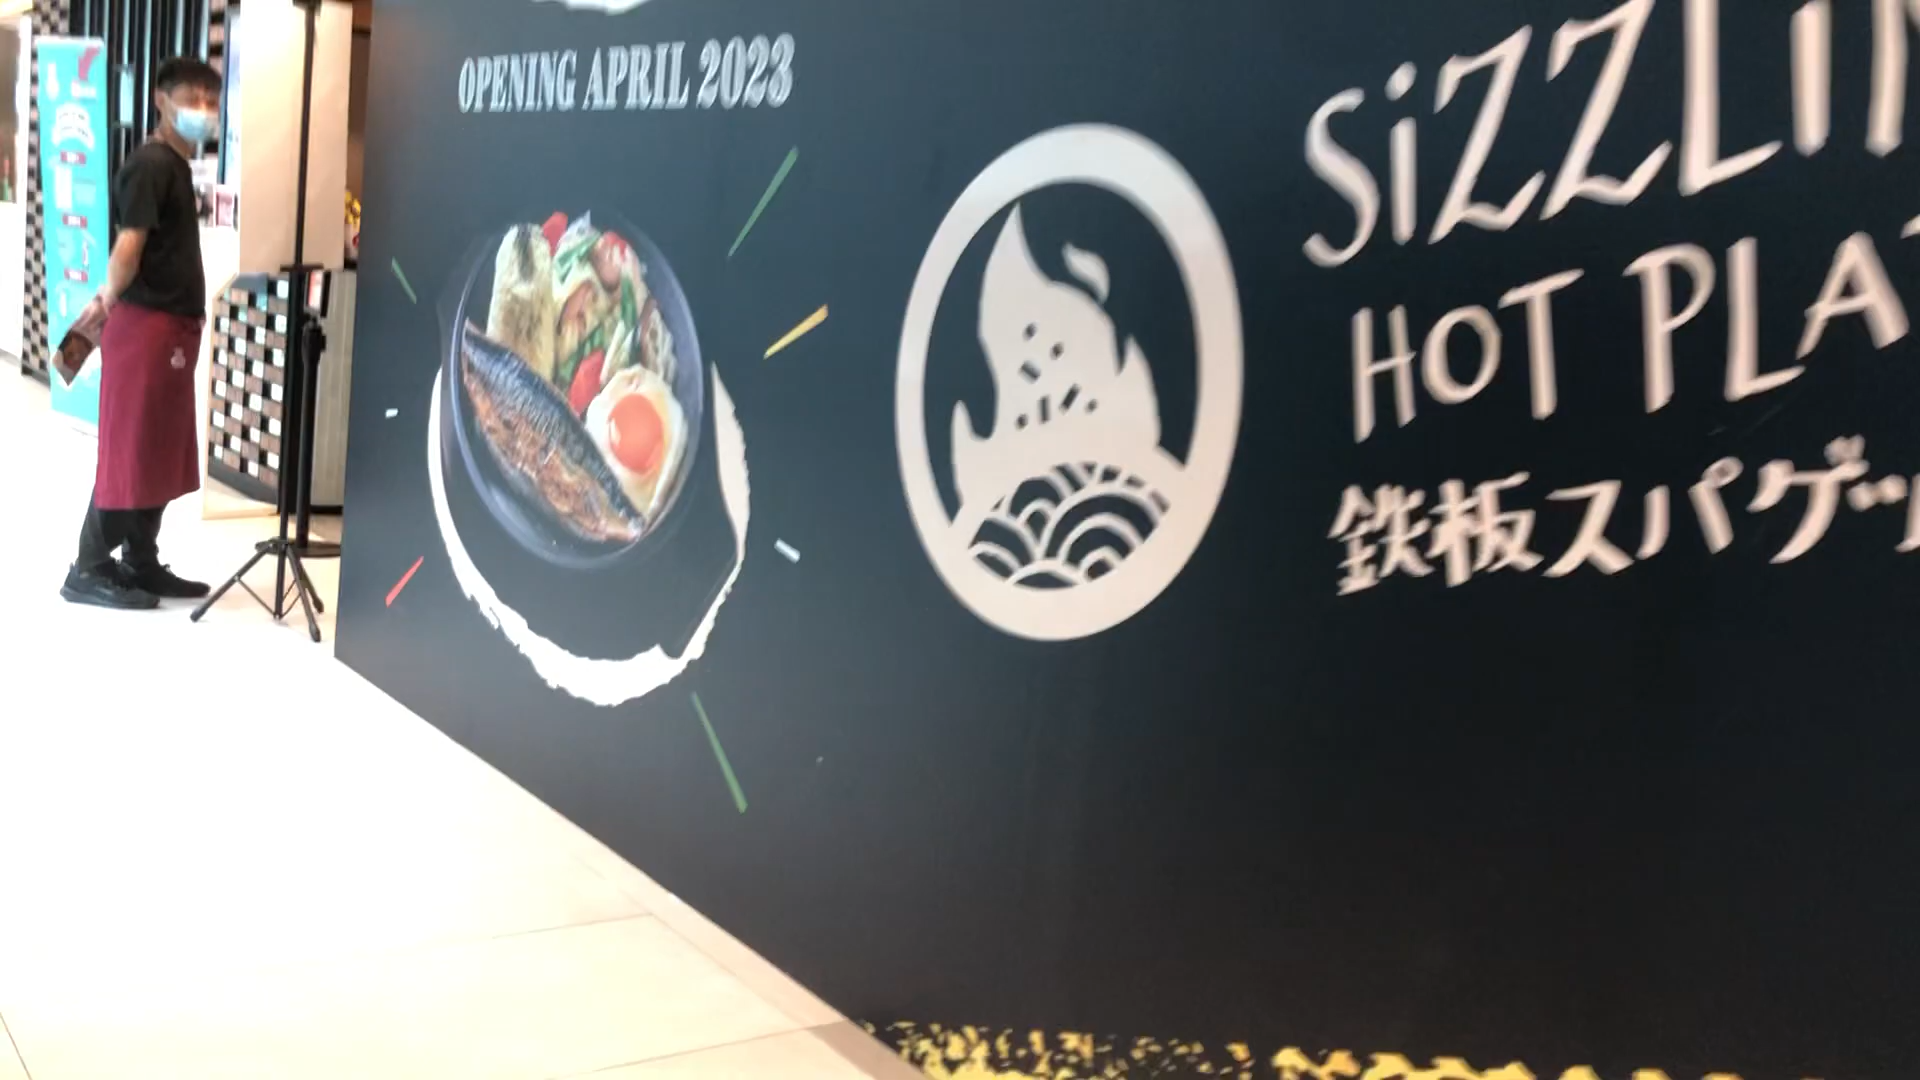 OPENING APRIL 2023
SiZZLiN
HOT PLA
鉄板スパゲッ